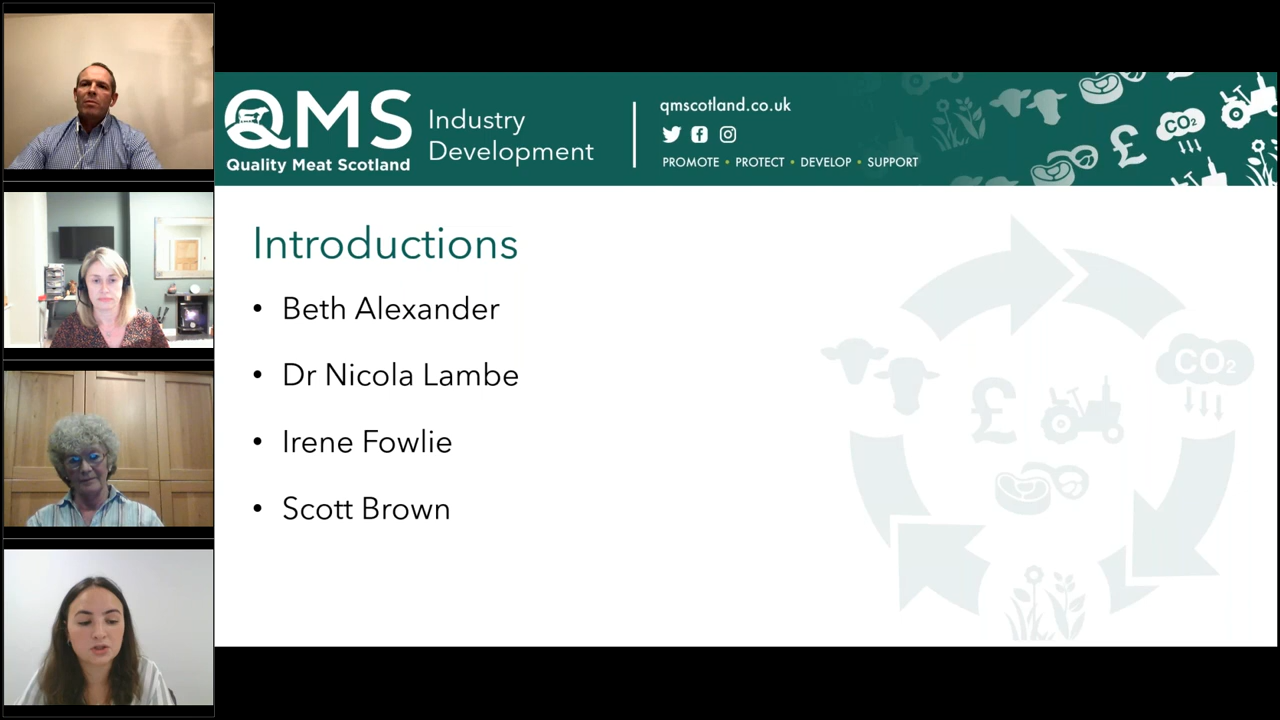 QMS
Quality Meat Scotland
Industry
Development
qmscotland.co.uk
PROMOTE • PROTECT • DEVELOP • SUPPORT
£
CO₂
Introductions
• Beth Alexander
• Dr Nicola Lambe
• Irene Fowlie
• Scott Brown
CO₂
£